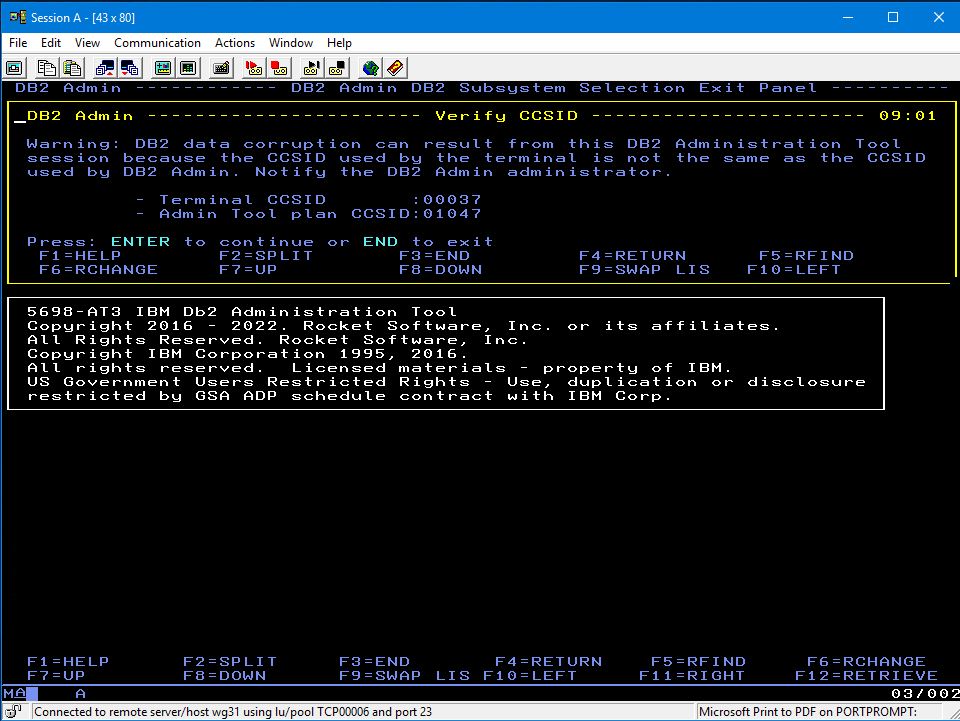 Session A - [43 x 80]
File Edit View Communication Actions Window Help
DB2 Admin ------------ DB2 Admin DB2 Subsystem Selection Exit Panel ----------
_DB2 Admin ----------------------- Verify CCSID ----------------------- 09:01
Warning: DB2 data corruption can result from this DB2 Administration Tool
session because the CCSID used by the terminal is not the same as the CCSID
used by DB2 Admin. Notify the DB2 Admin administrator.
- Terminal CCSID :00037
- Admin Tool plan CCSID:01047
Press: ENTER to continue or END to exit
F1=HELP F2=SPLIT F3=END F4=RETURN F5=RFIND
F6=RCHANGE F7=UP F8=DOWN F9=SWAP LIS F10=LEFT
5698-AT3 IBM Db2 Administration Tool
Copyright 2016 - 2022. Rocket Software, Inc. or its affiliates.
All Rights Reserved. Rocket Software, Inc.
Copyright IBM Corporation 1995, 2016.
All rights reserved. Licensed materials - property of IBM.
US Government Users Restricted Rights - Use, duplication or disclosure
restricted by GSA ADP schedule contract with IBM Corp.
F1=HELP F2=SPLIT F3=END F4=RETURN F5=RFIND F6=RCHANGE
F7=UP F8=DOWN F9=SWAP LIS F10=LEFT F11=RIGHT F12=RETRIEVE
MA A 03/002
Connected to remote server/host wg31 using lu/pool TCP00006 and port 23 Microsoft Print to PDF on PORTPROMPT: